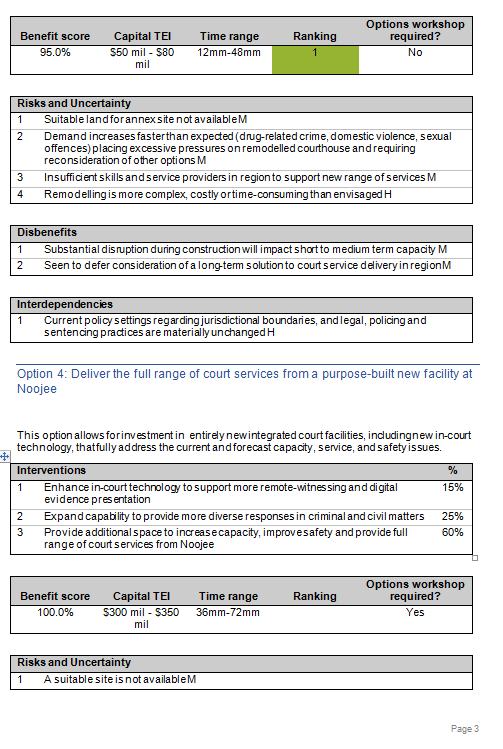 Benefit score Capital TEI Time range Ranking Options workshop required?
95.0% $50 mil - $80 mil 12mm-48mm 1 No
Risks and Uncertainty
1 Suitable land for annex site not available M
2 Demand increases faster than expected (drug-related crime, domestic violence, sexual
offences) placing excessive pressures on remodelled courthouse and requiring
reconsideration of other options M
3 Insufficient skills and service providers in region to support new range of services M
4 Remodelling is more complex, costly or time-consuming than envisaged H
Disbenefits
1 Substantial disruption during construction will impact short to medium term capacity M
2 Seen to defer consideration of a long-term solution to court service delivery in region M
Interdependencies
1 Current policy settings regarding jurisdictional boundaries, and legal, policing and
sentencing practices are materially unchanged H
Option 4: Deliver the full range of court services from a purpose-built new facility at
Noojee
This option allows for investment in entirely new integrated court facilities, including new in-court
technology, that fully address the current and forecast capacity, service, and safety issues.
Interventions %
1 Enhance in-court technology to support more remote-witnessing and digital 15%
evidence presentation
2 Expand capability to provide more diverse responses in criminal and civil matters 25%
3 Provide additional space to increase capacity, improve safety and provide full 60%
range of court services from Noojee
Benefit score Capital TEI Time range Ranking Options workshop required?
100.0% $300 mil - $350 mil 36mm-72mm Yes
Risks and Uncertainty
1 A suitable site is not available M
Page 3